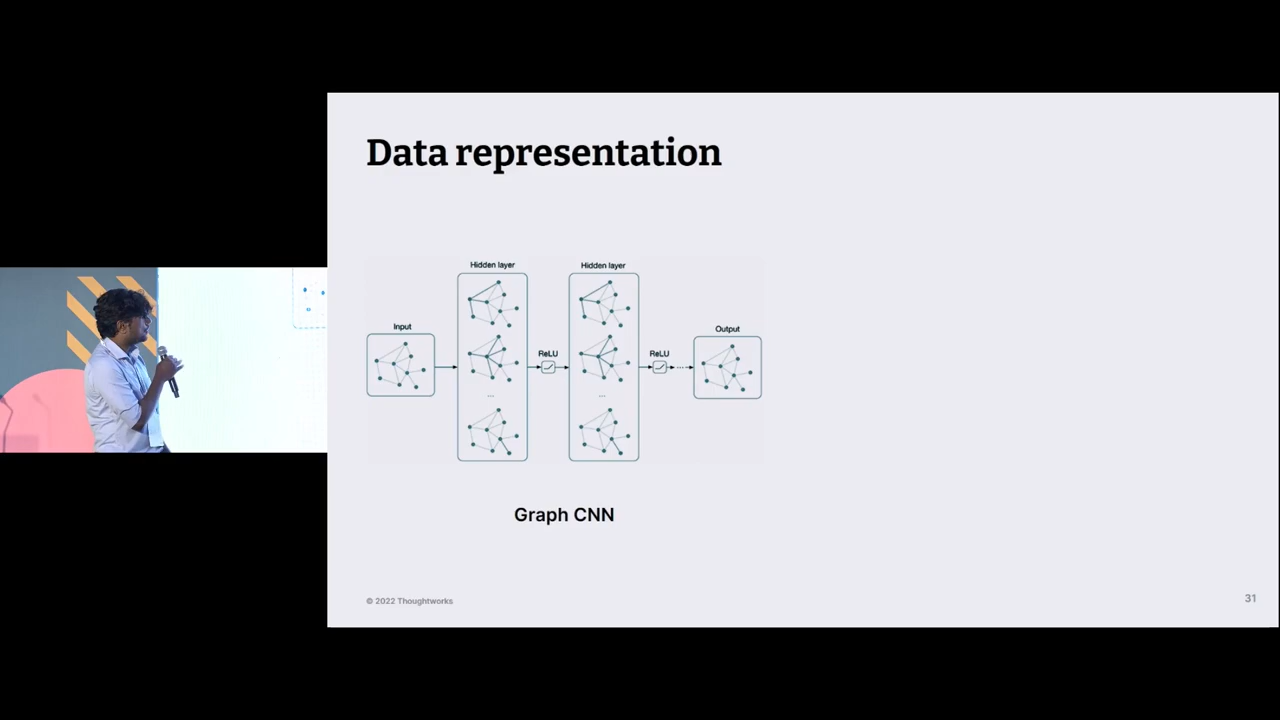 Data representation
Hidden layer
Hidden layer
Input
ReLU
ReLU
Output
...
...
...
Graph CNN
© 2022 Thoughtworks
31